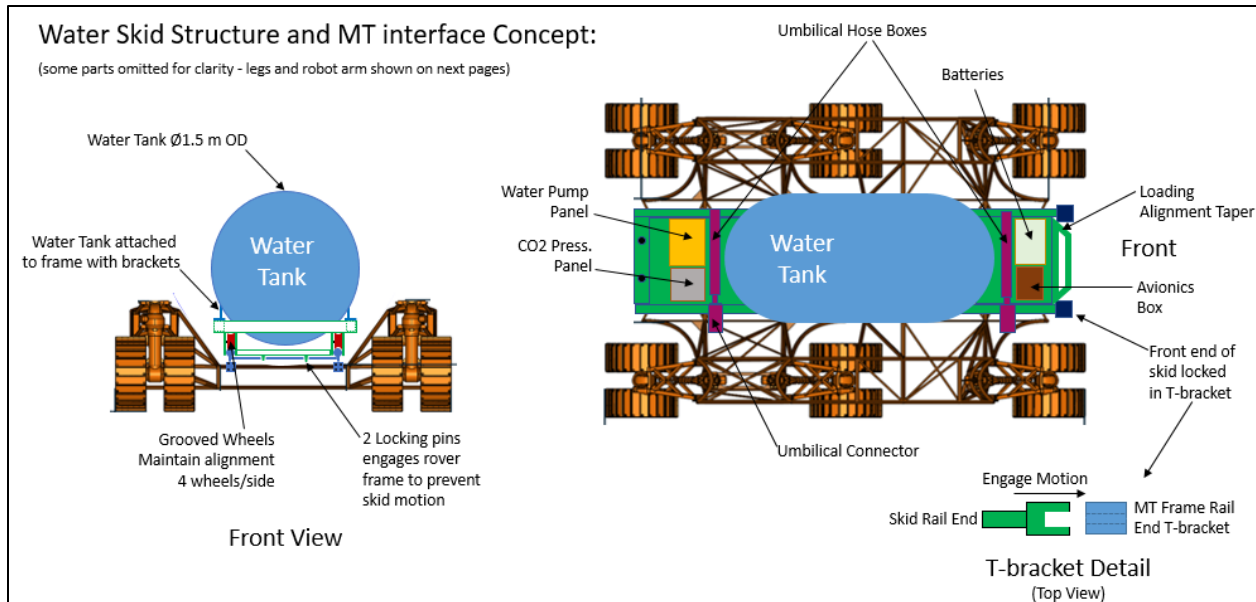 Water Skid Structure and MT interface Concept:
(some parts omitted for clarity - legs and robot arm shown on next pages)
Water Tank Ø1.5 m OD
Water
Tank
Water Tank attached
to frame with brackets
Grooved Wheels
Maintain alignment
4 wheels/side
2 Locking pins
engages rover
frame to prevent
skid motion
Front View
Umbilical Hose Boxes
Batteries
Water Pump
Panel
CO2 Press.
Panel
Water
Tank
Loading
Alignment Taper
Front
Avionics
Box
Front end of
skid locked
in T-bracket
Umbilical Connector
Engage Motion
Skid Rail End
MT Frame Rail
End T-bracket
T-bracket Detail
(Top View)